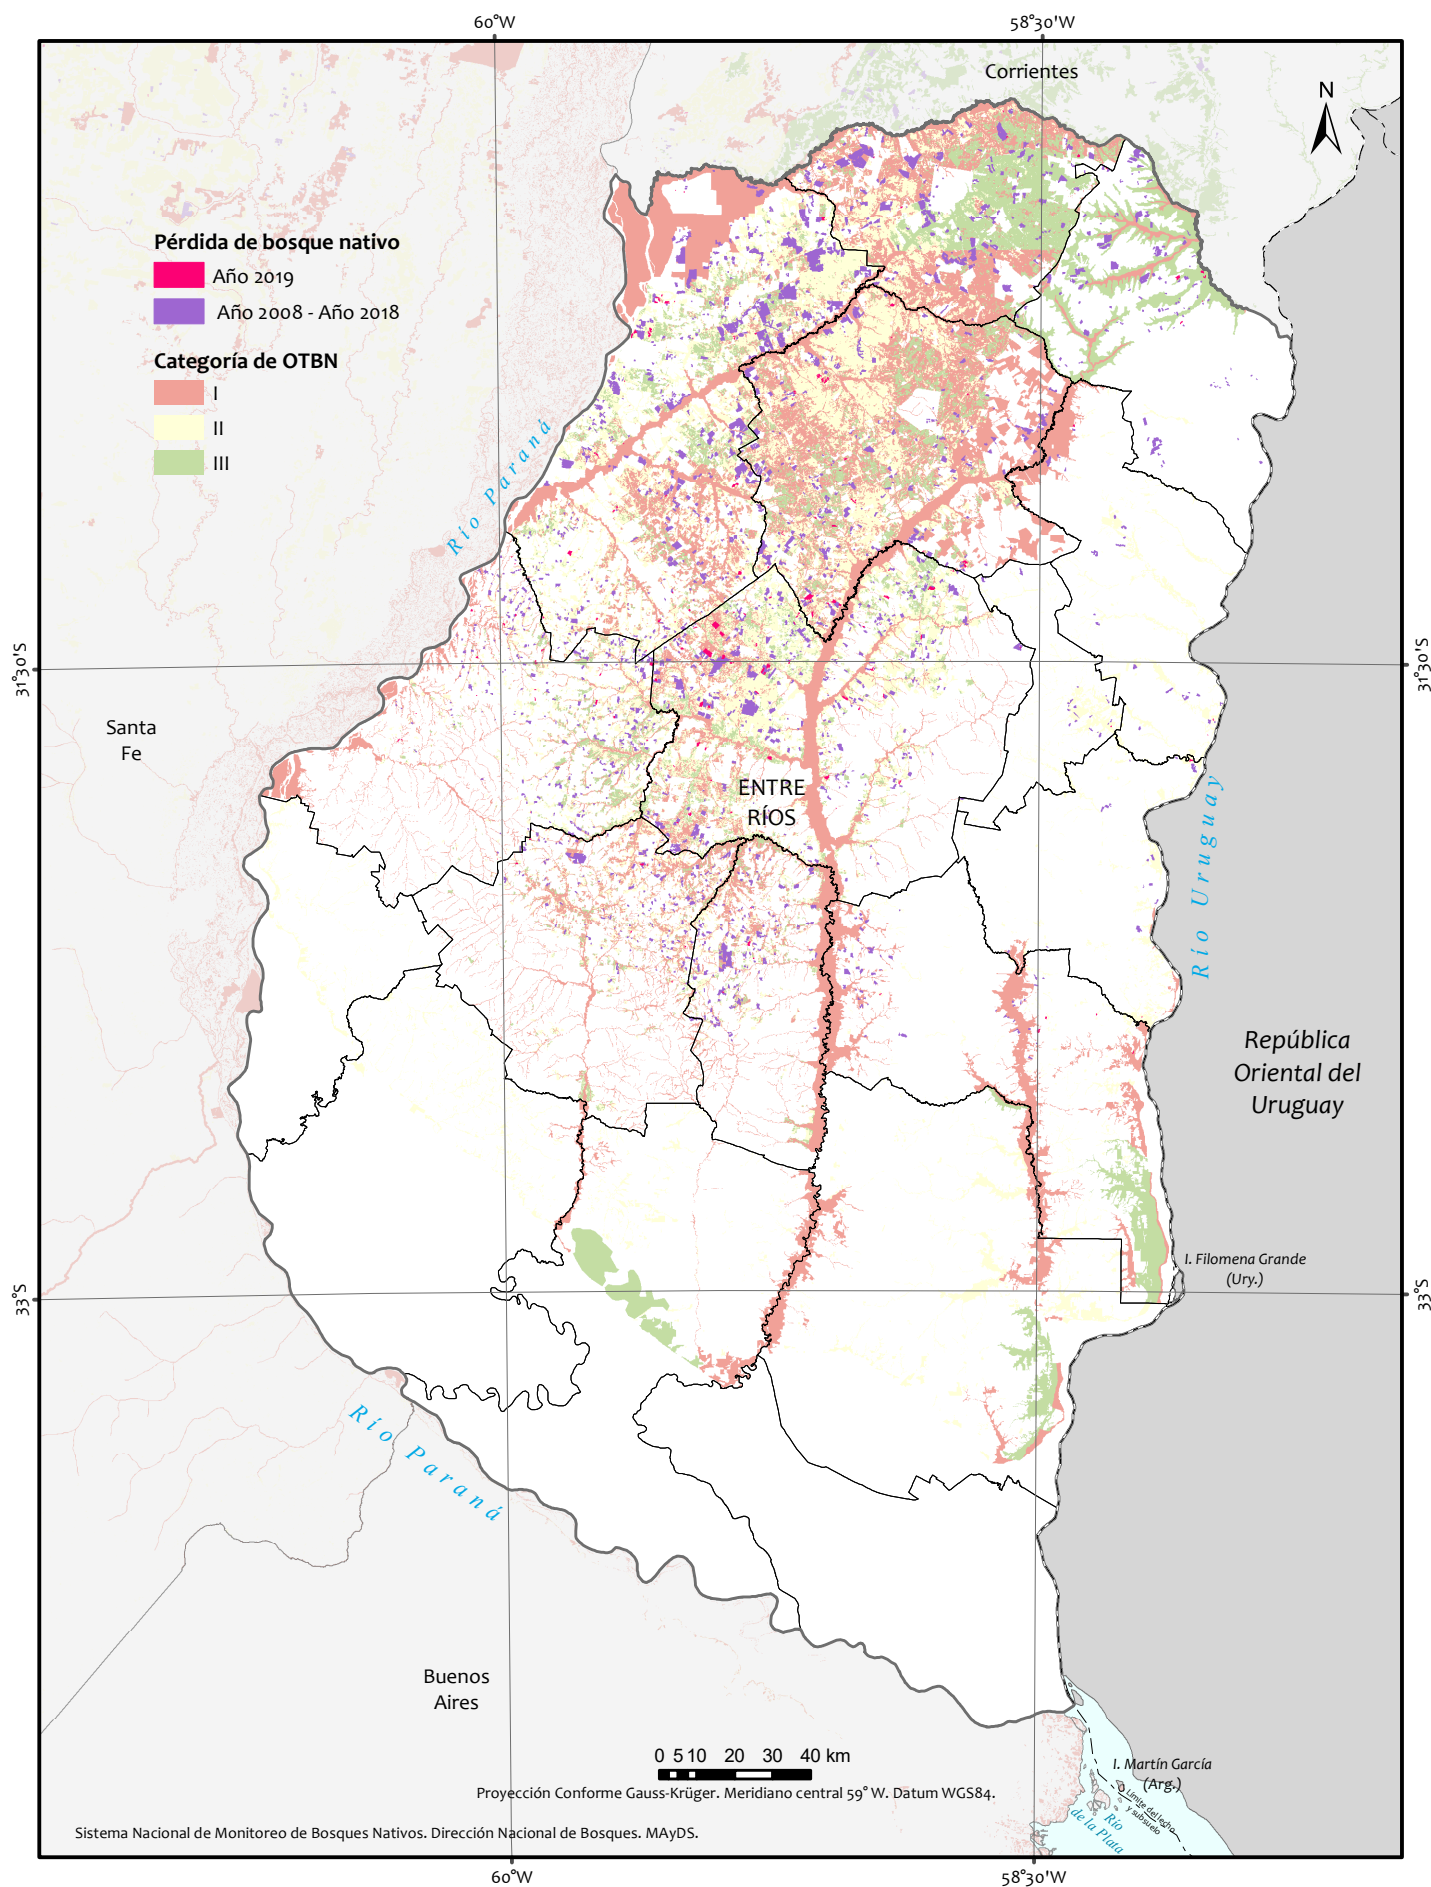 60°W
58°30'W
Corrientes
N
Pérdida de bosque nativo
Año 2019
Año 2008 - Año 2018
Categoría de OTBN
I
II
III
Río Paraná
31°30'S
31°30'S
Santa
Fe
ENTRE
RÍOS
Río Uruguay
República
Oriental del
Uruguay
I. Filomena Grande
(Ury.)
33°S
33°S
Río Paraná
Buenos
Aires
0 5 10 20 30 40 km
Proyección Conforme Gauss-Krüger. Meridiano central 59° W. Datum WGS84.
I. Martín García
(Arg.)
Límite del lecho
y subsuelo
Río
de la Plata
Sistema Nacional de Monitoreo de Bosques Nativos. Dirección Nacional de Bosques. MAyDS.
60°W
58°30'W